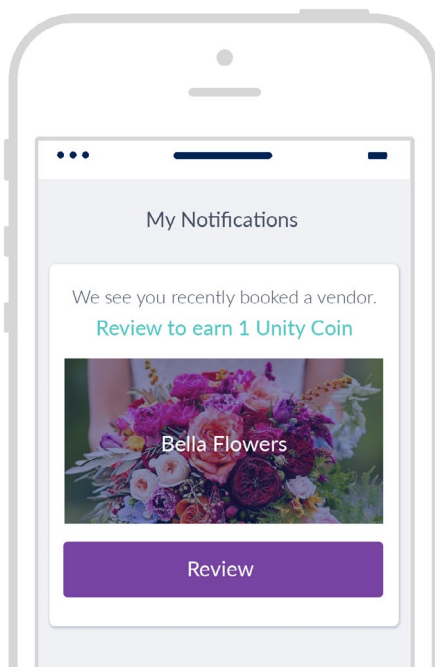 My Notifications
We see you recently booked a vendor.
Review to earn 1 Unity Coin
Bella Flowers
Review